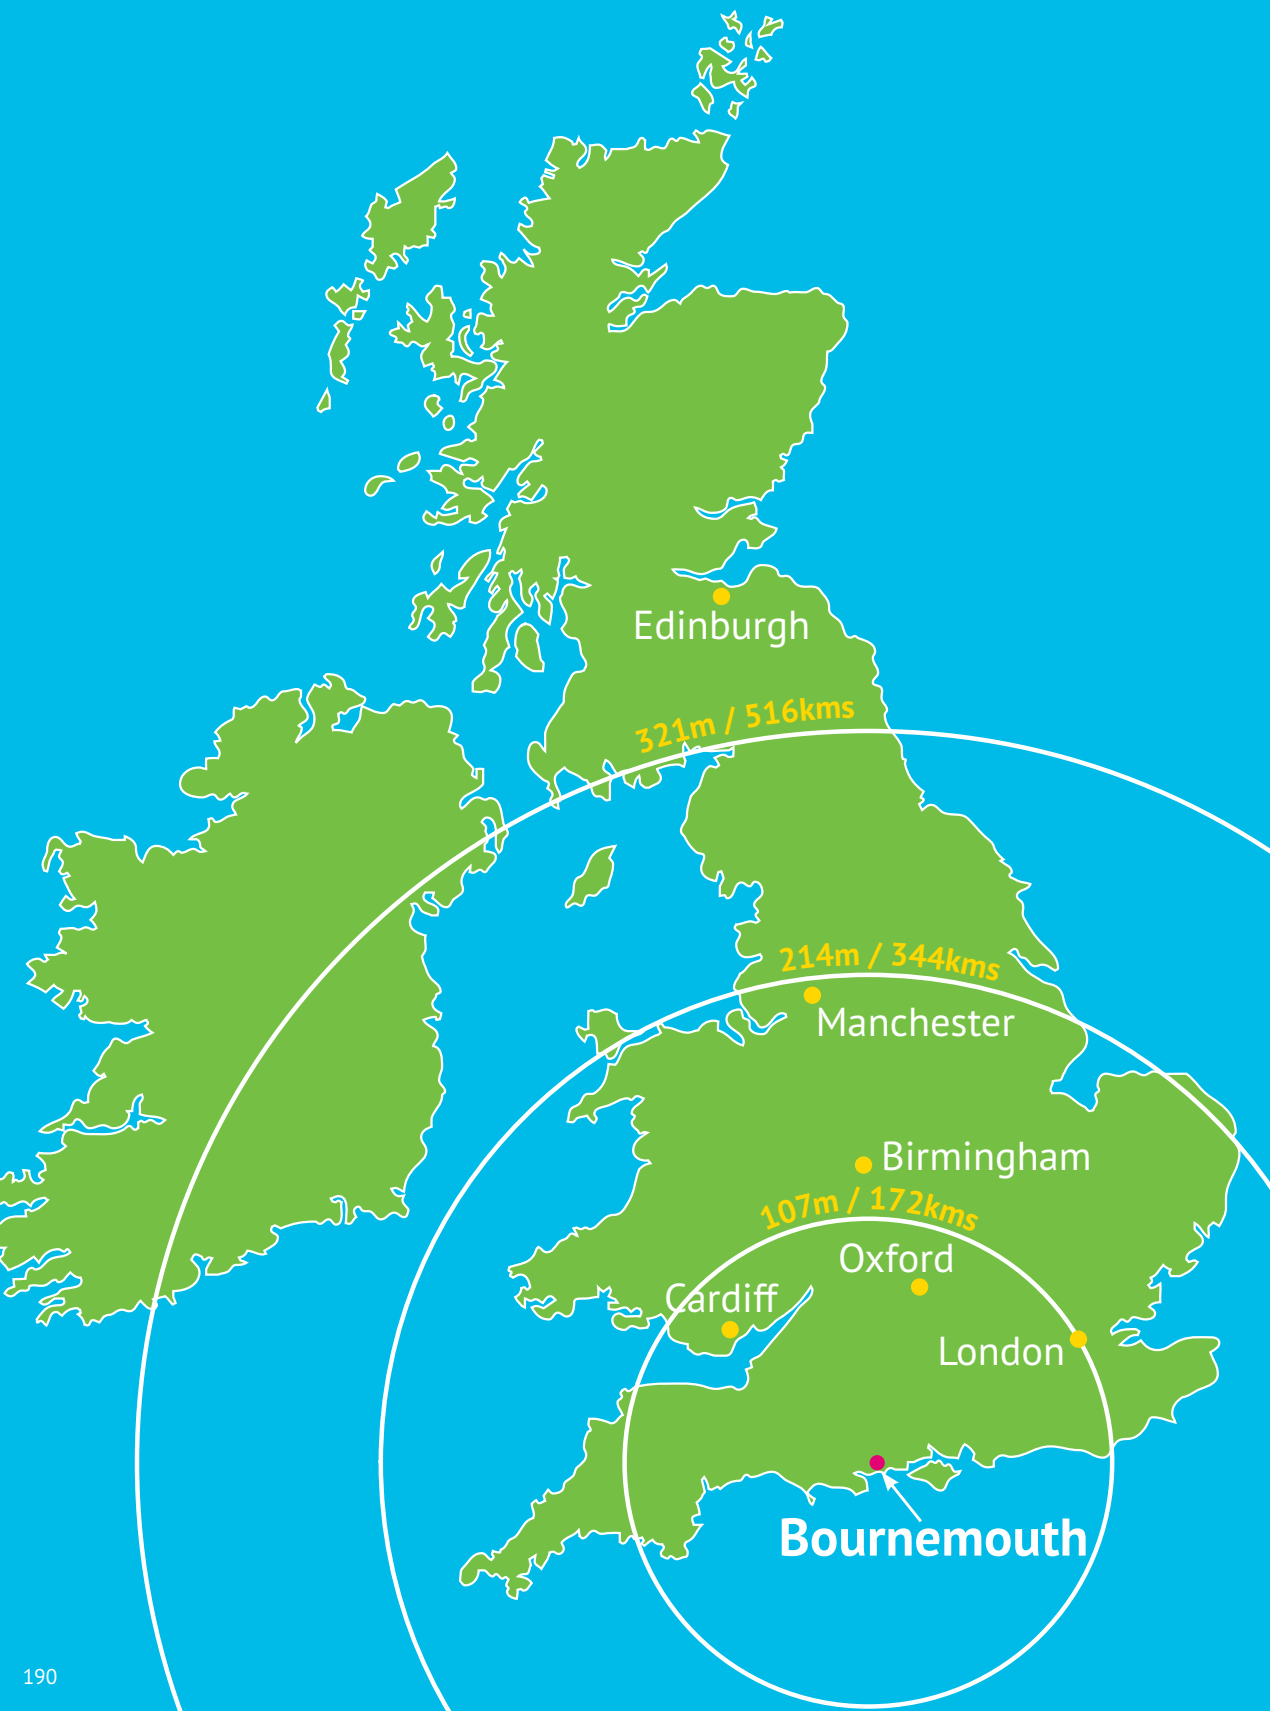 Edinburgh
321m / 516kms
214m / 344kms
Manchester
Birmingham
107m / 172kms
Oxford
Cardiff
London
Bournemouth
190